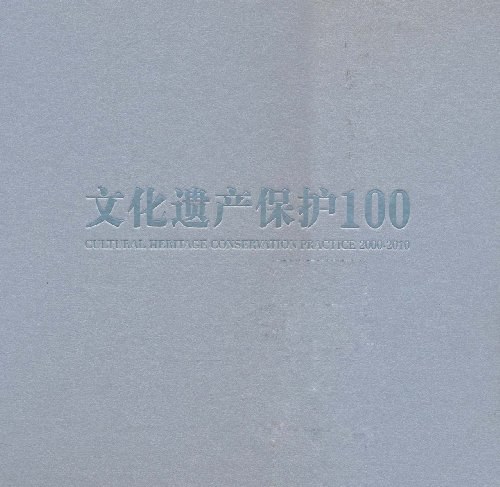 文化遗产保护100
CULTURAL HERITAGE CONSERVATION PRACTICE 2000-2010